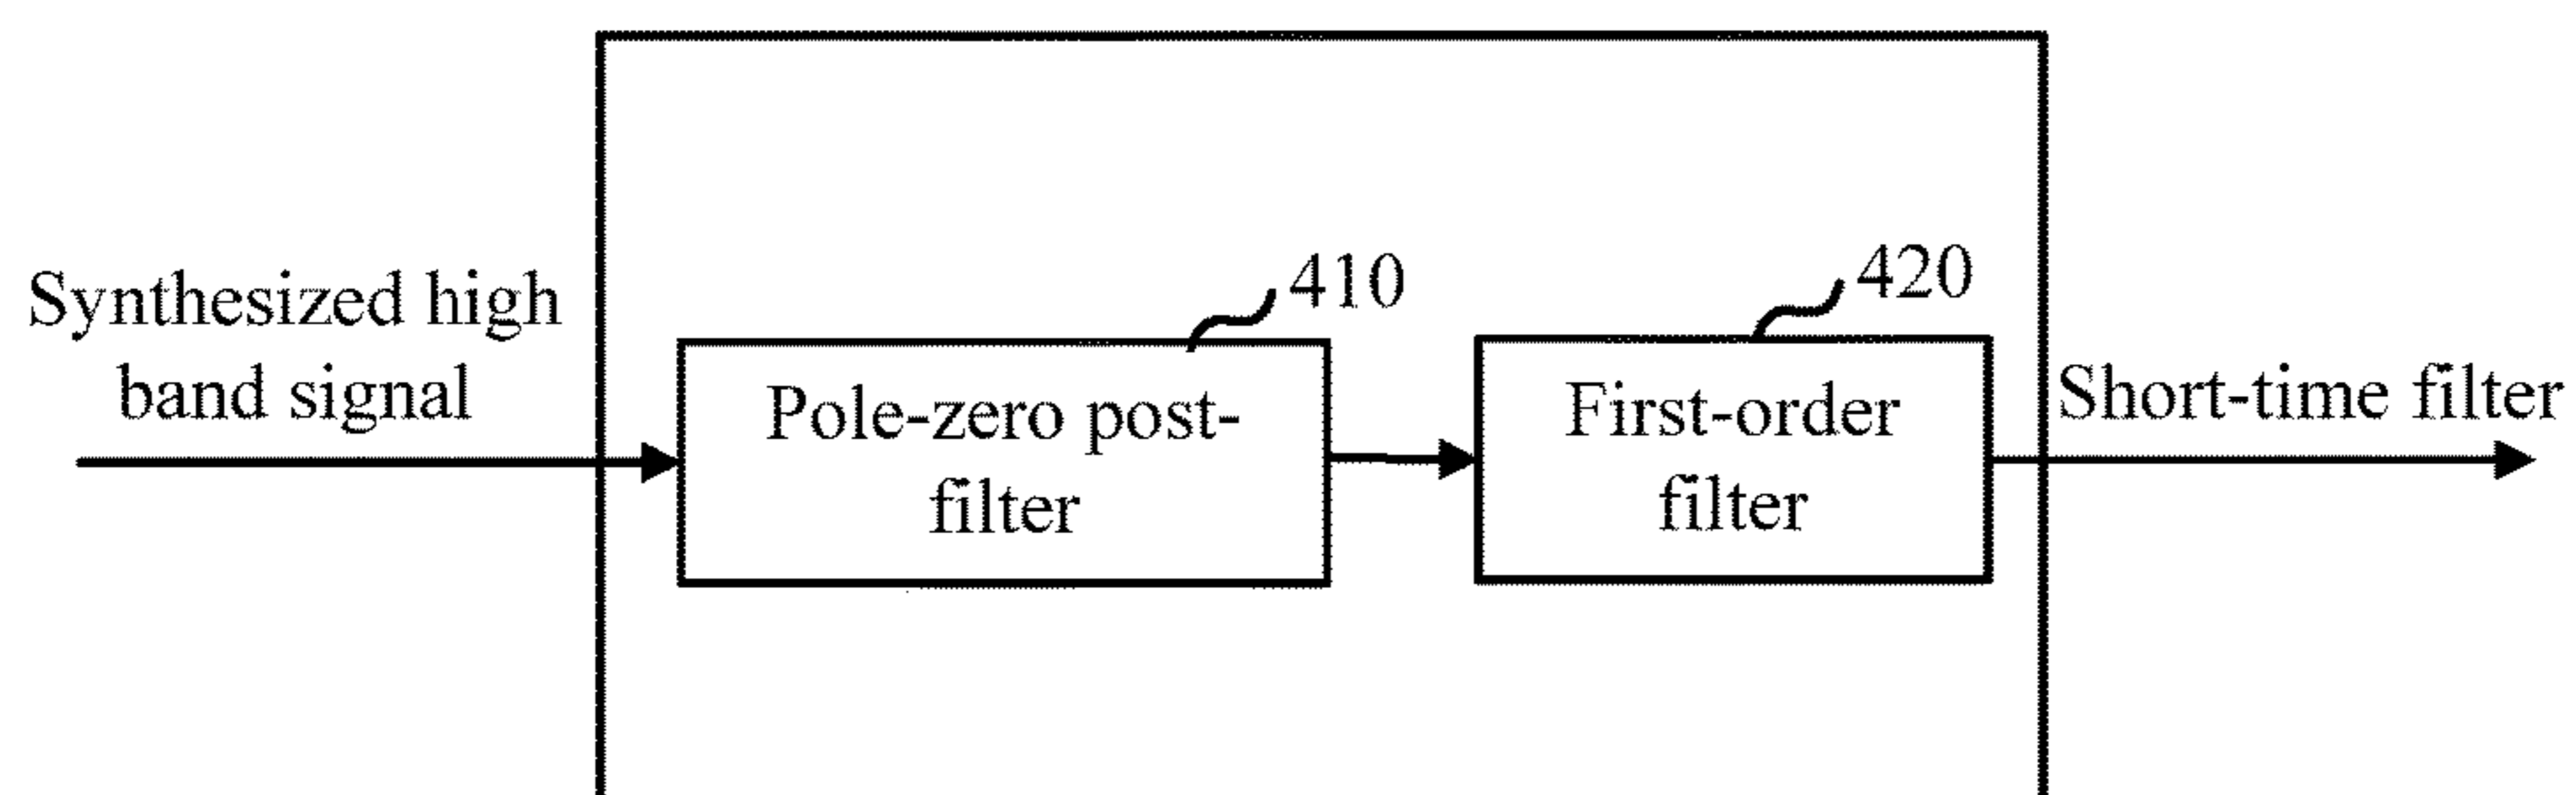 Synthesized high
band signal
410
Pole-zero post-
filter
420
First-order
filter
Short-time filter